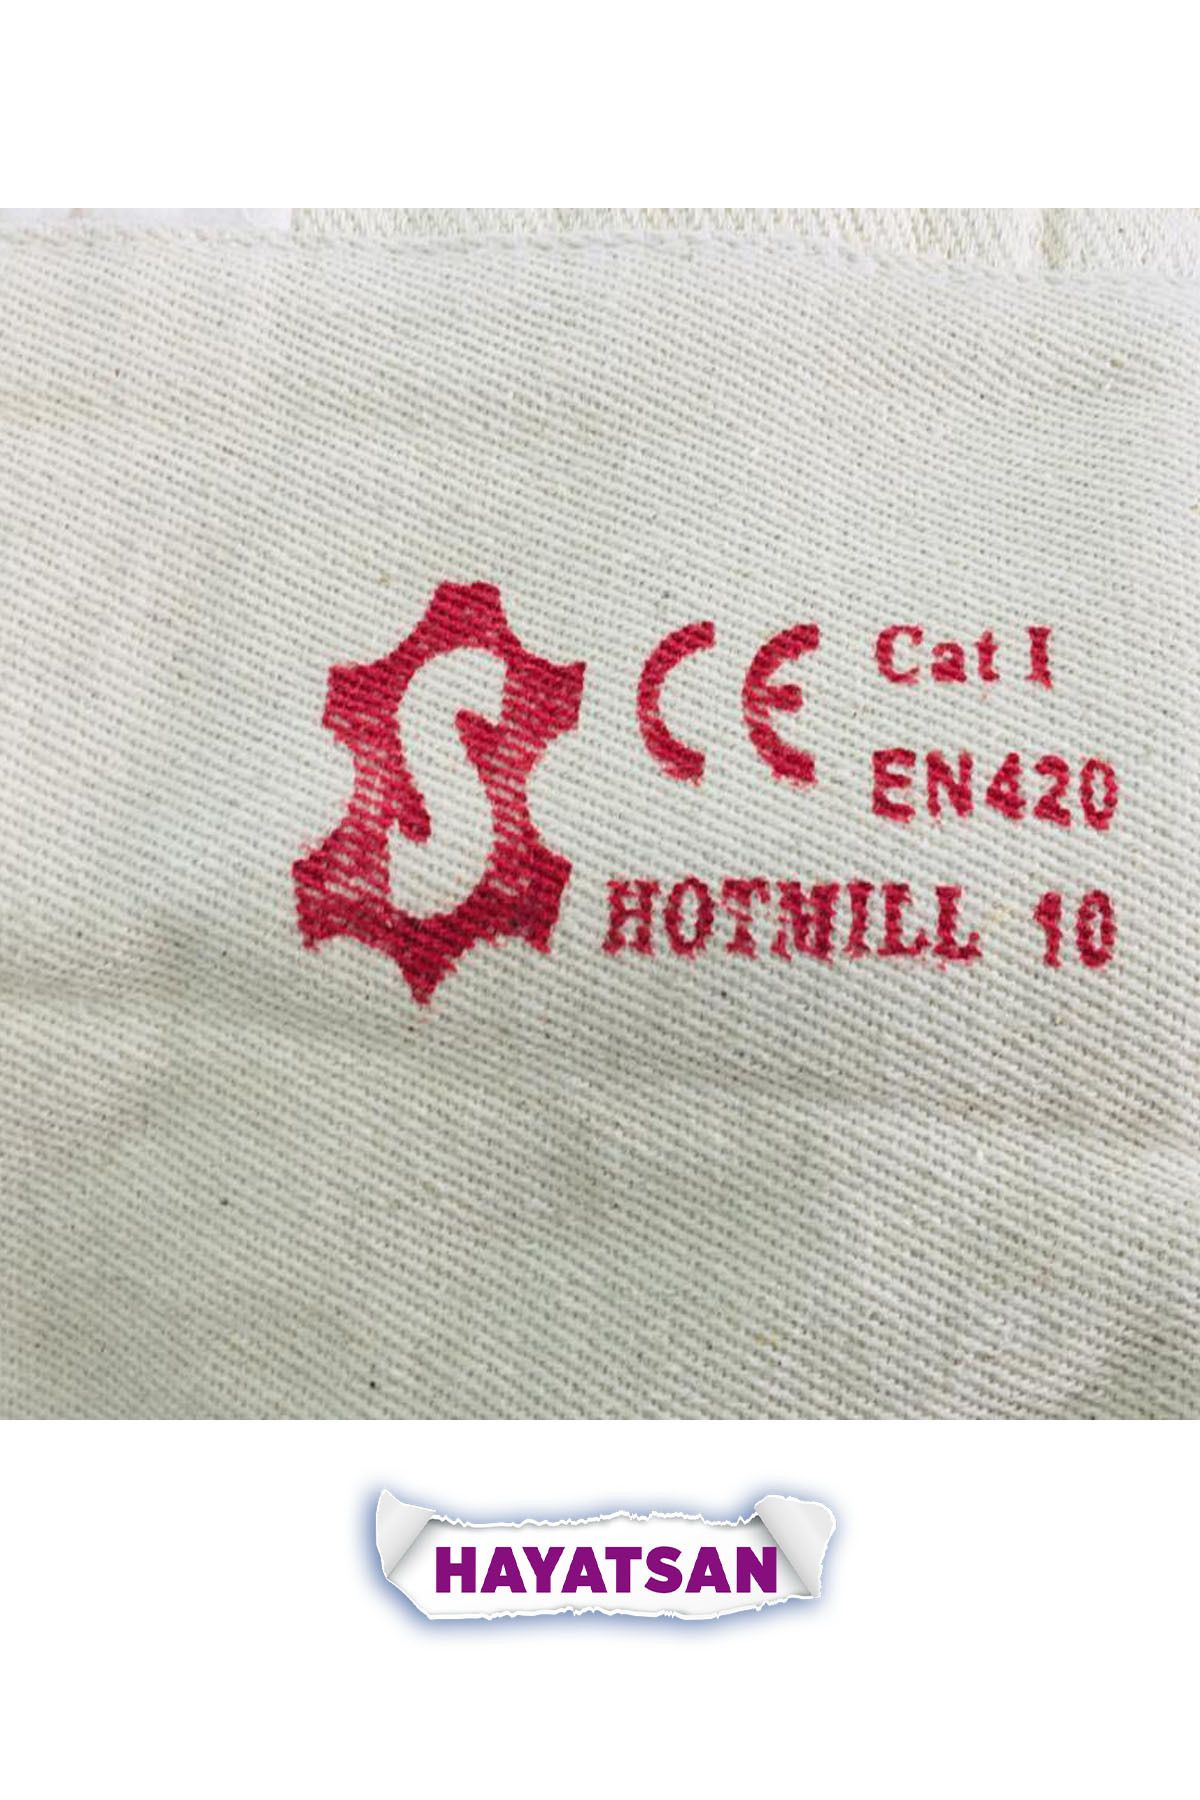 S CE Cat I
EN420
HOTMILL 10
HAYATSAN